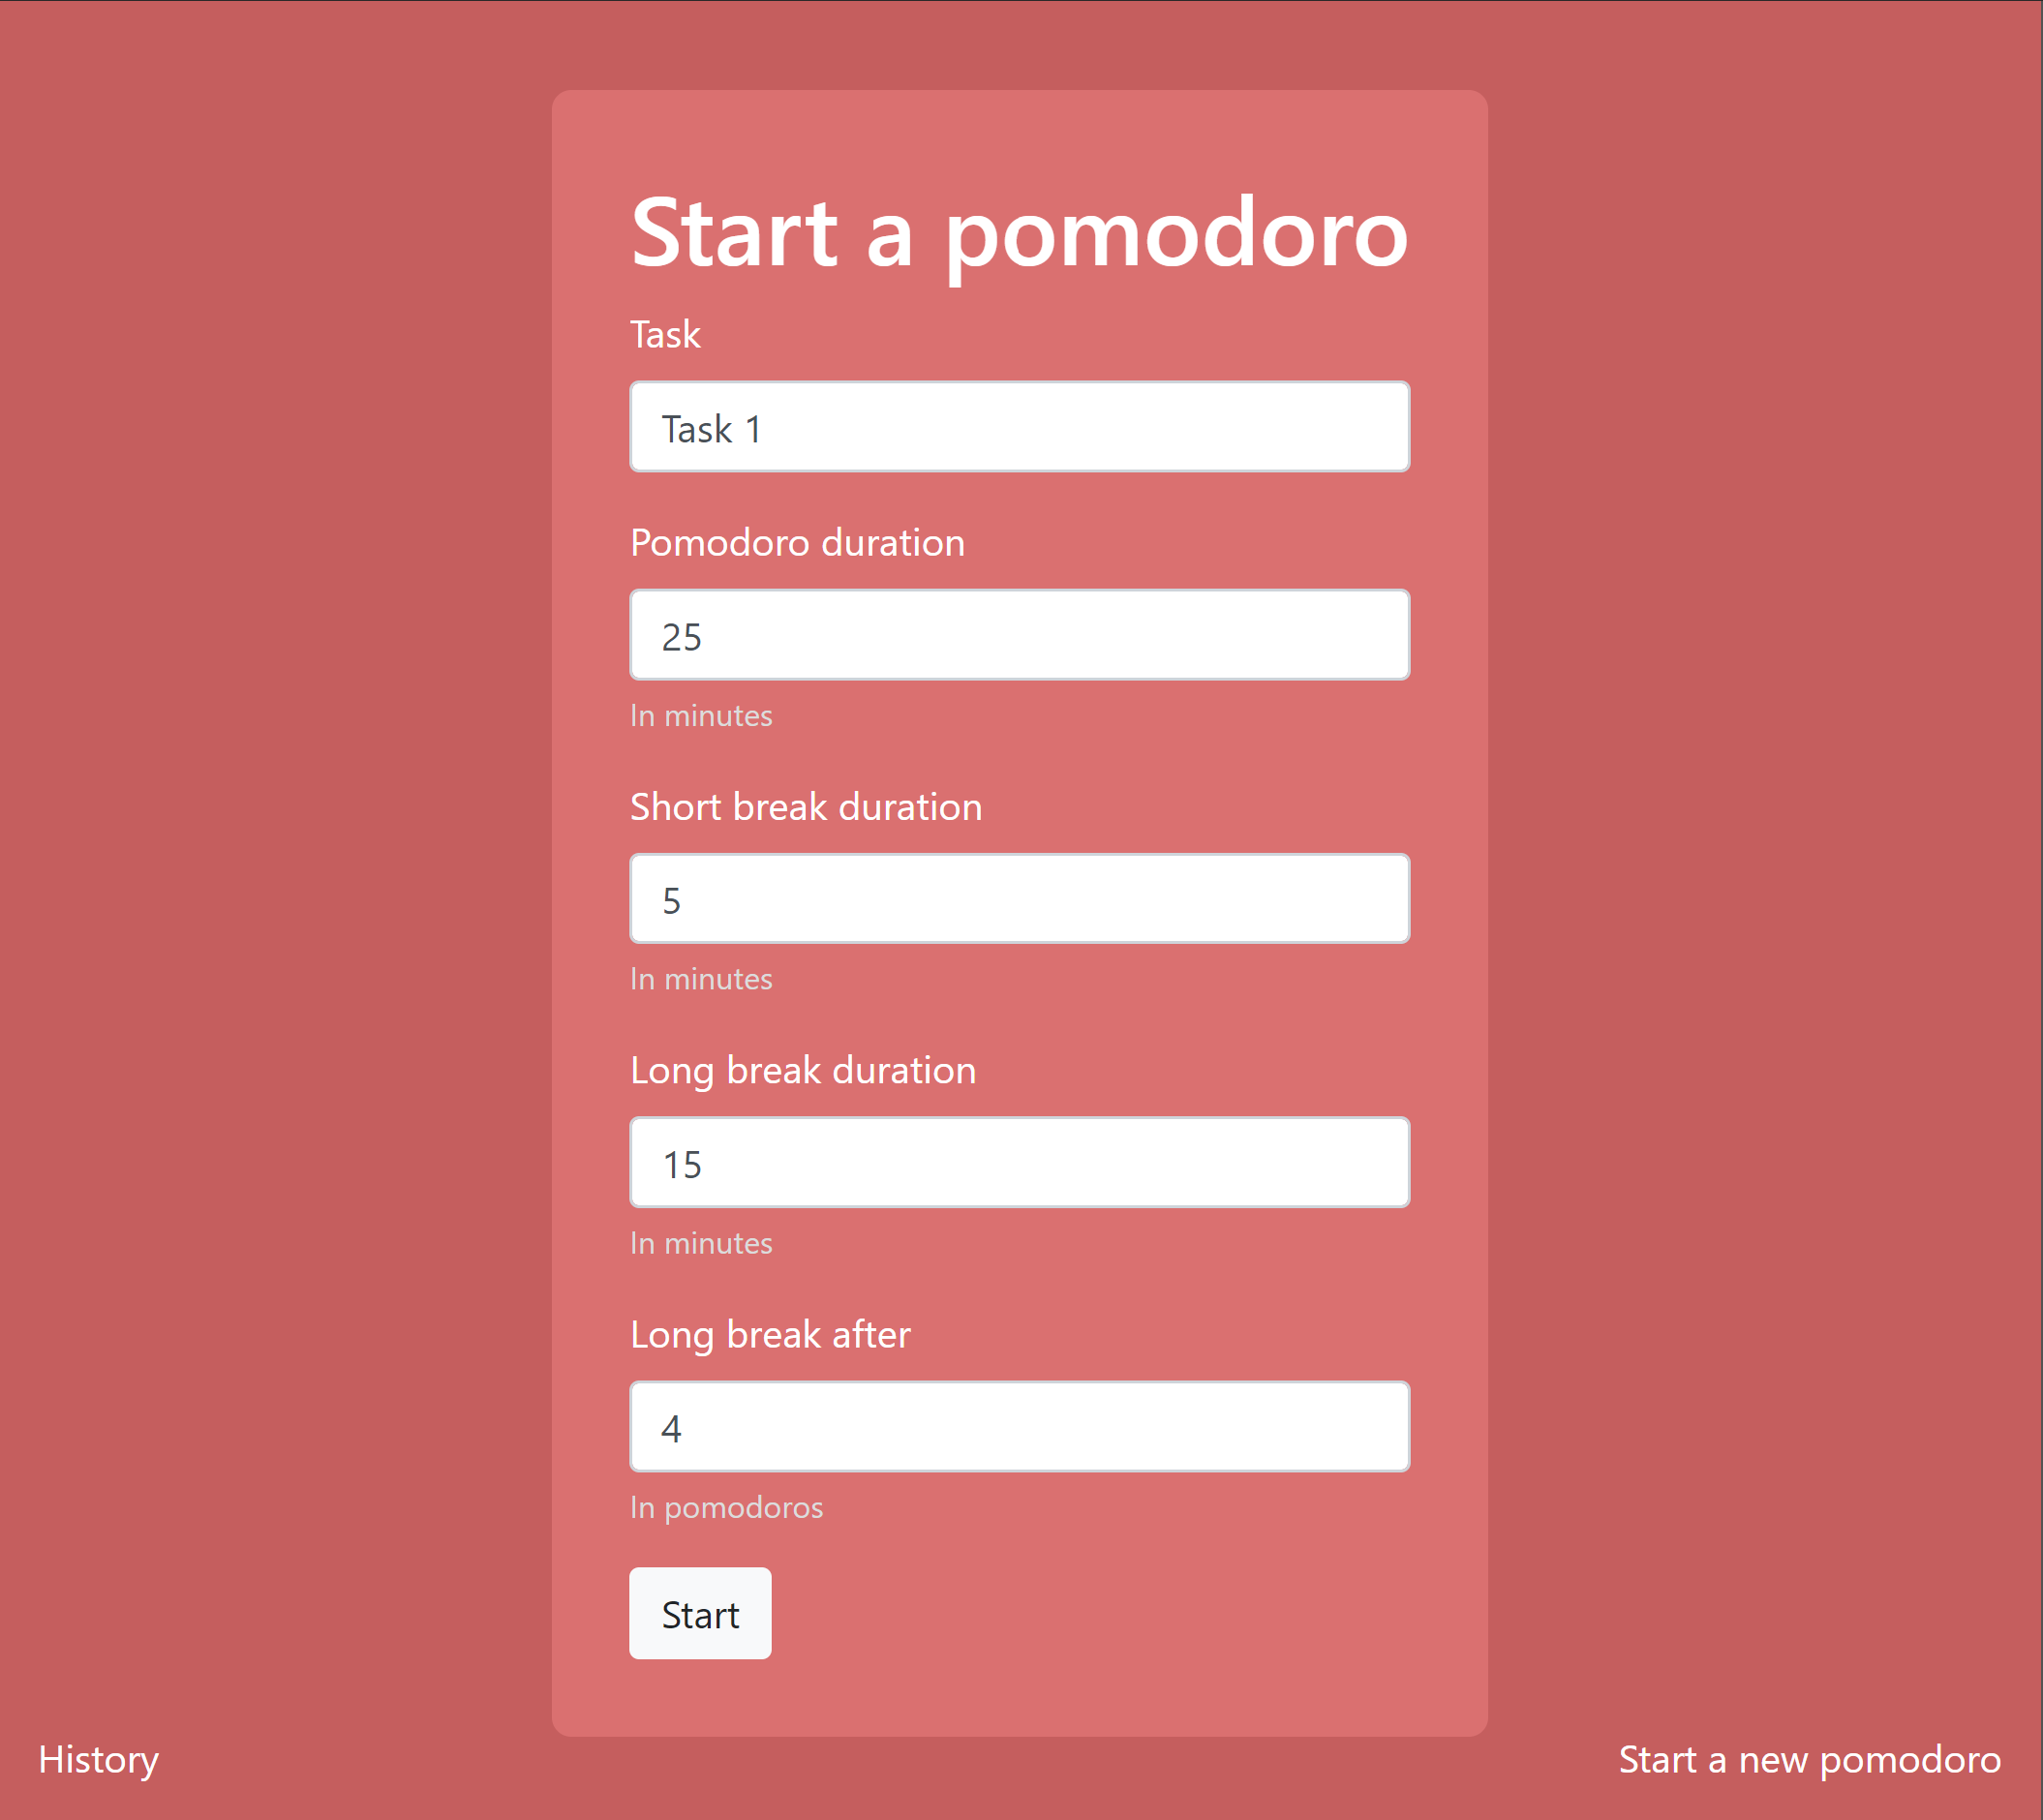 Start a pomodoro
Task
Task 1
Pomodoro duration
25
In minutes
Short break duration
5
In minutes
Long break duration
15
In minutes
Long break after
4
In pomodoros
Start
History
Start a new pomodoro